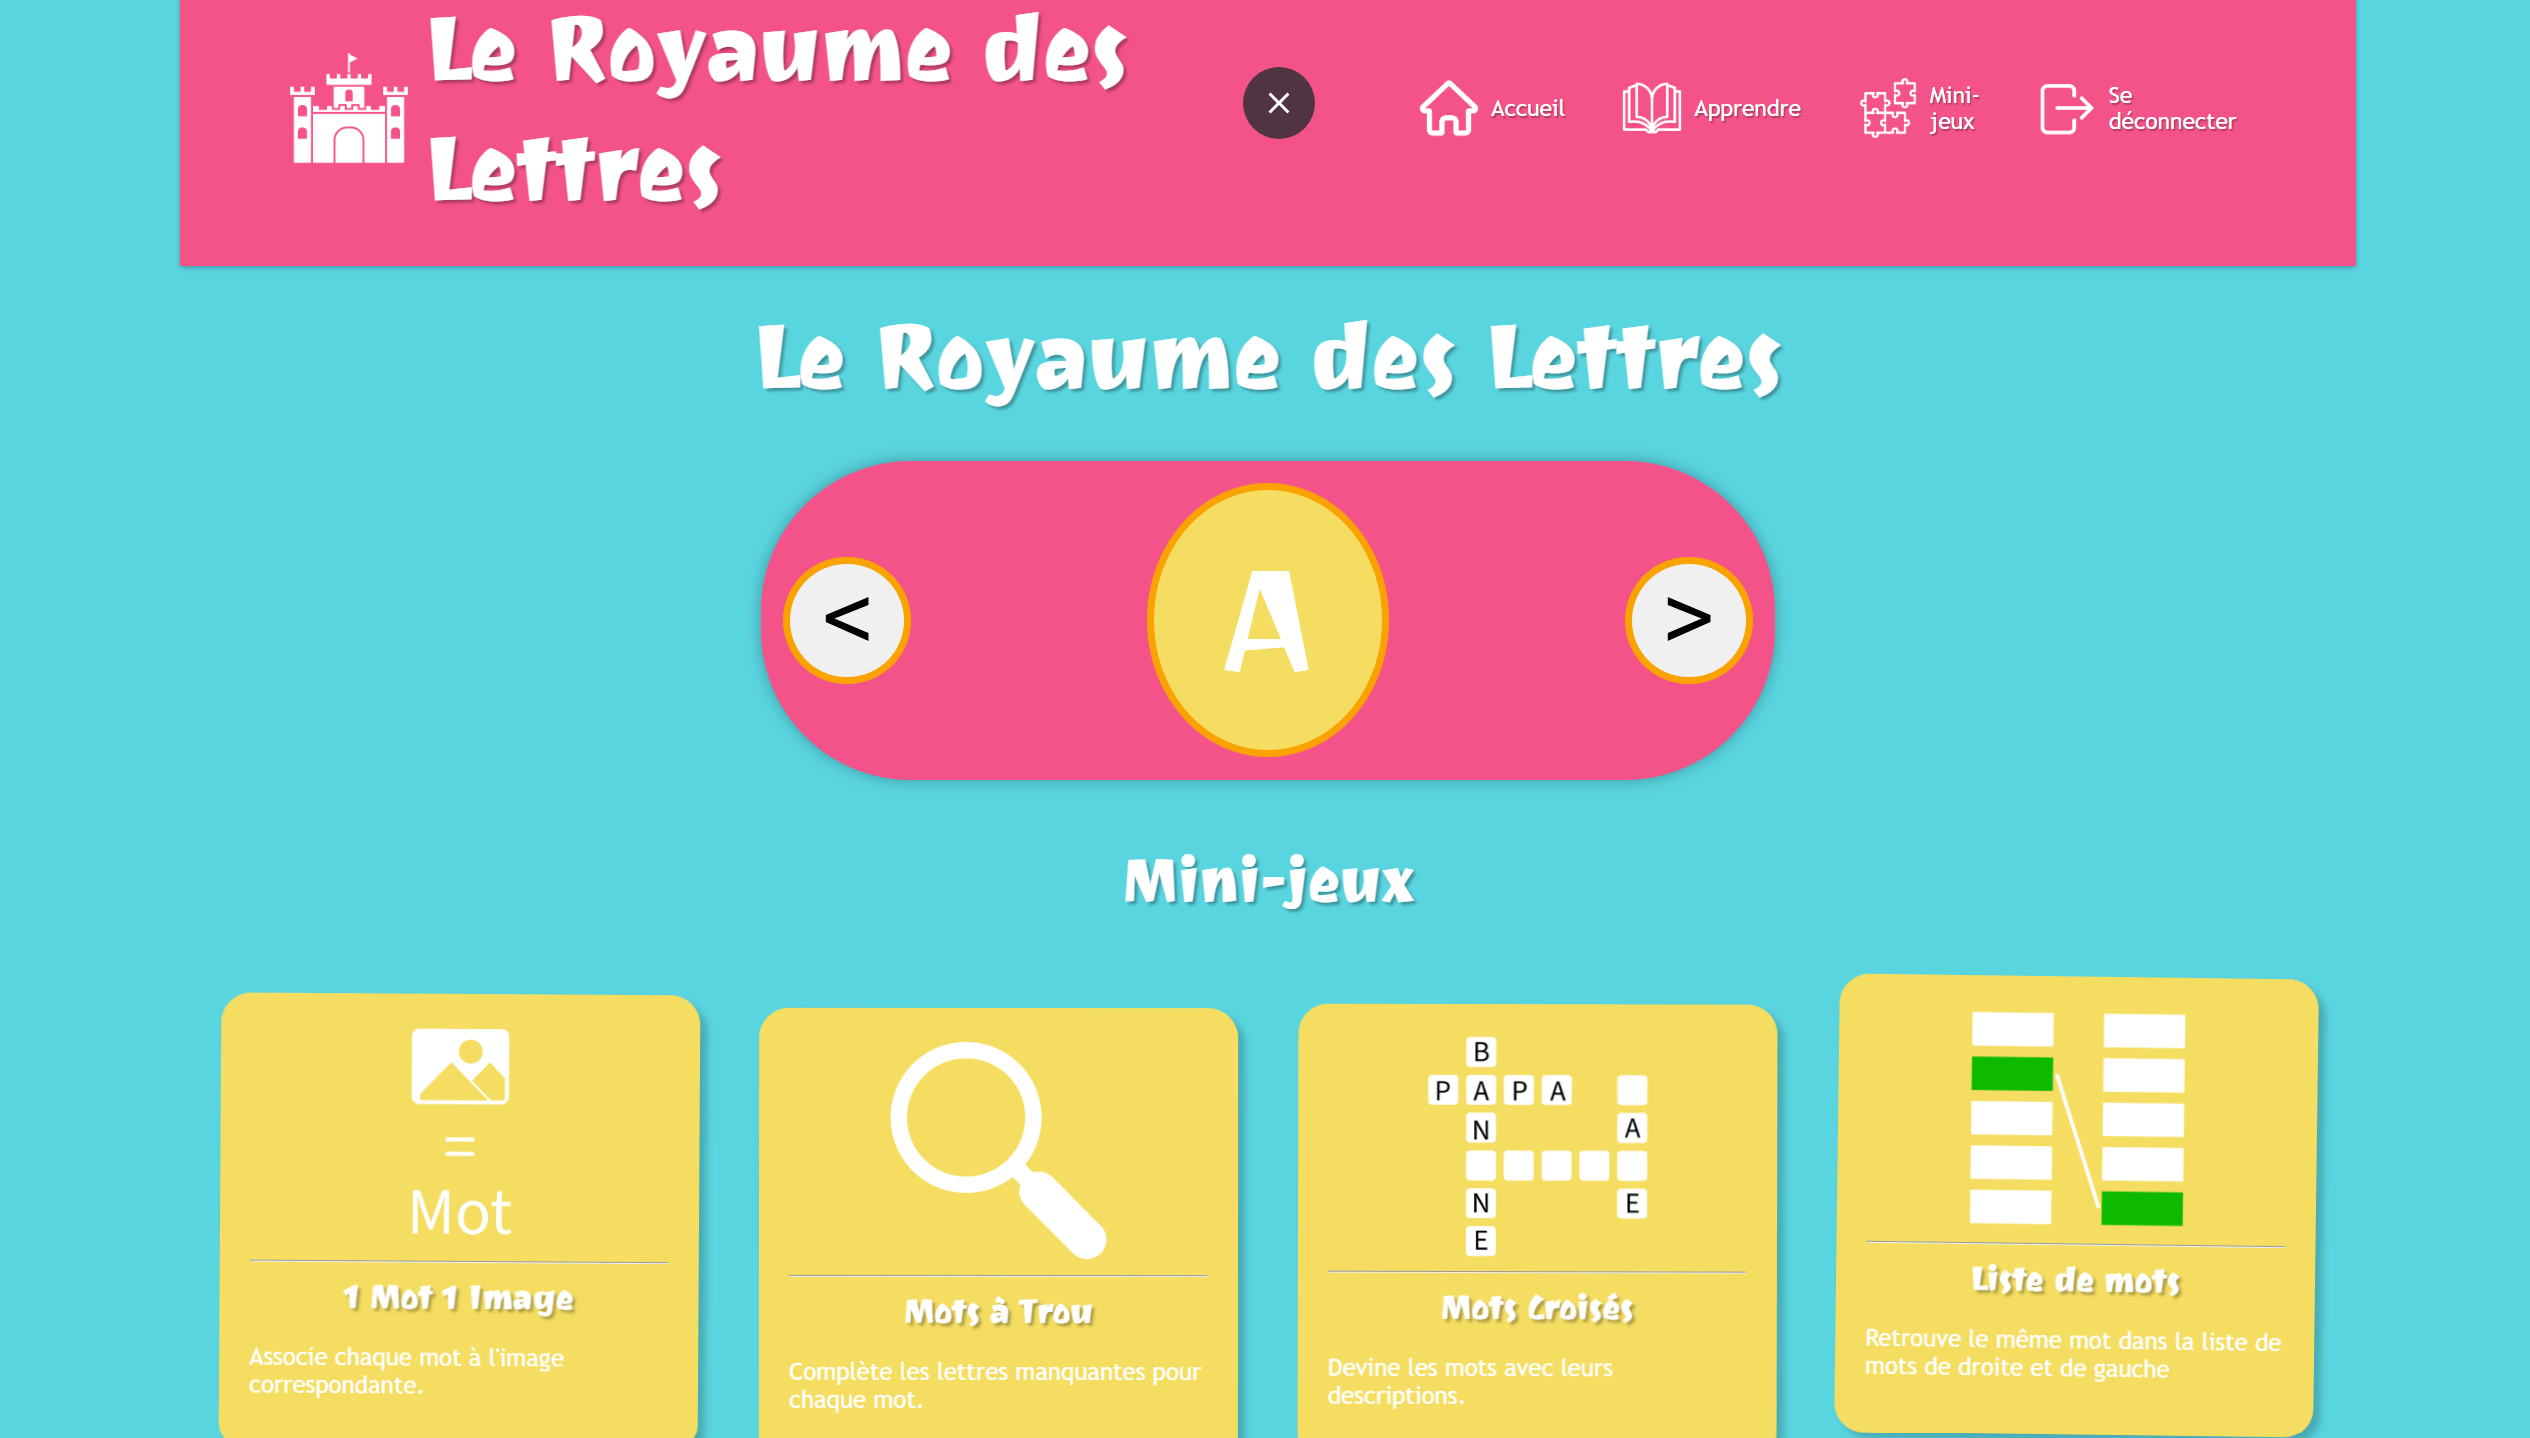 Le Royaume des
Lettres
Accueil
Apprendre
Mini-
jeux
Se
déconnecter
Le Royaume des Lettres
<
A
>
Mini-jeux
=
Mot
1 Mot 1 Image
Associe chaque mot à l'image
correspondante.
Mots à Trou
Complète les lettres manquantes pour
chaque mot.
B
PAPA
N
A
N
E
E
Mots Croisés
Devine les mots avec leurs
descriptions.
Liste de mots
Retrouve le même mot dans la liste de
mots de droite et de gauche